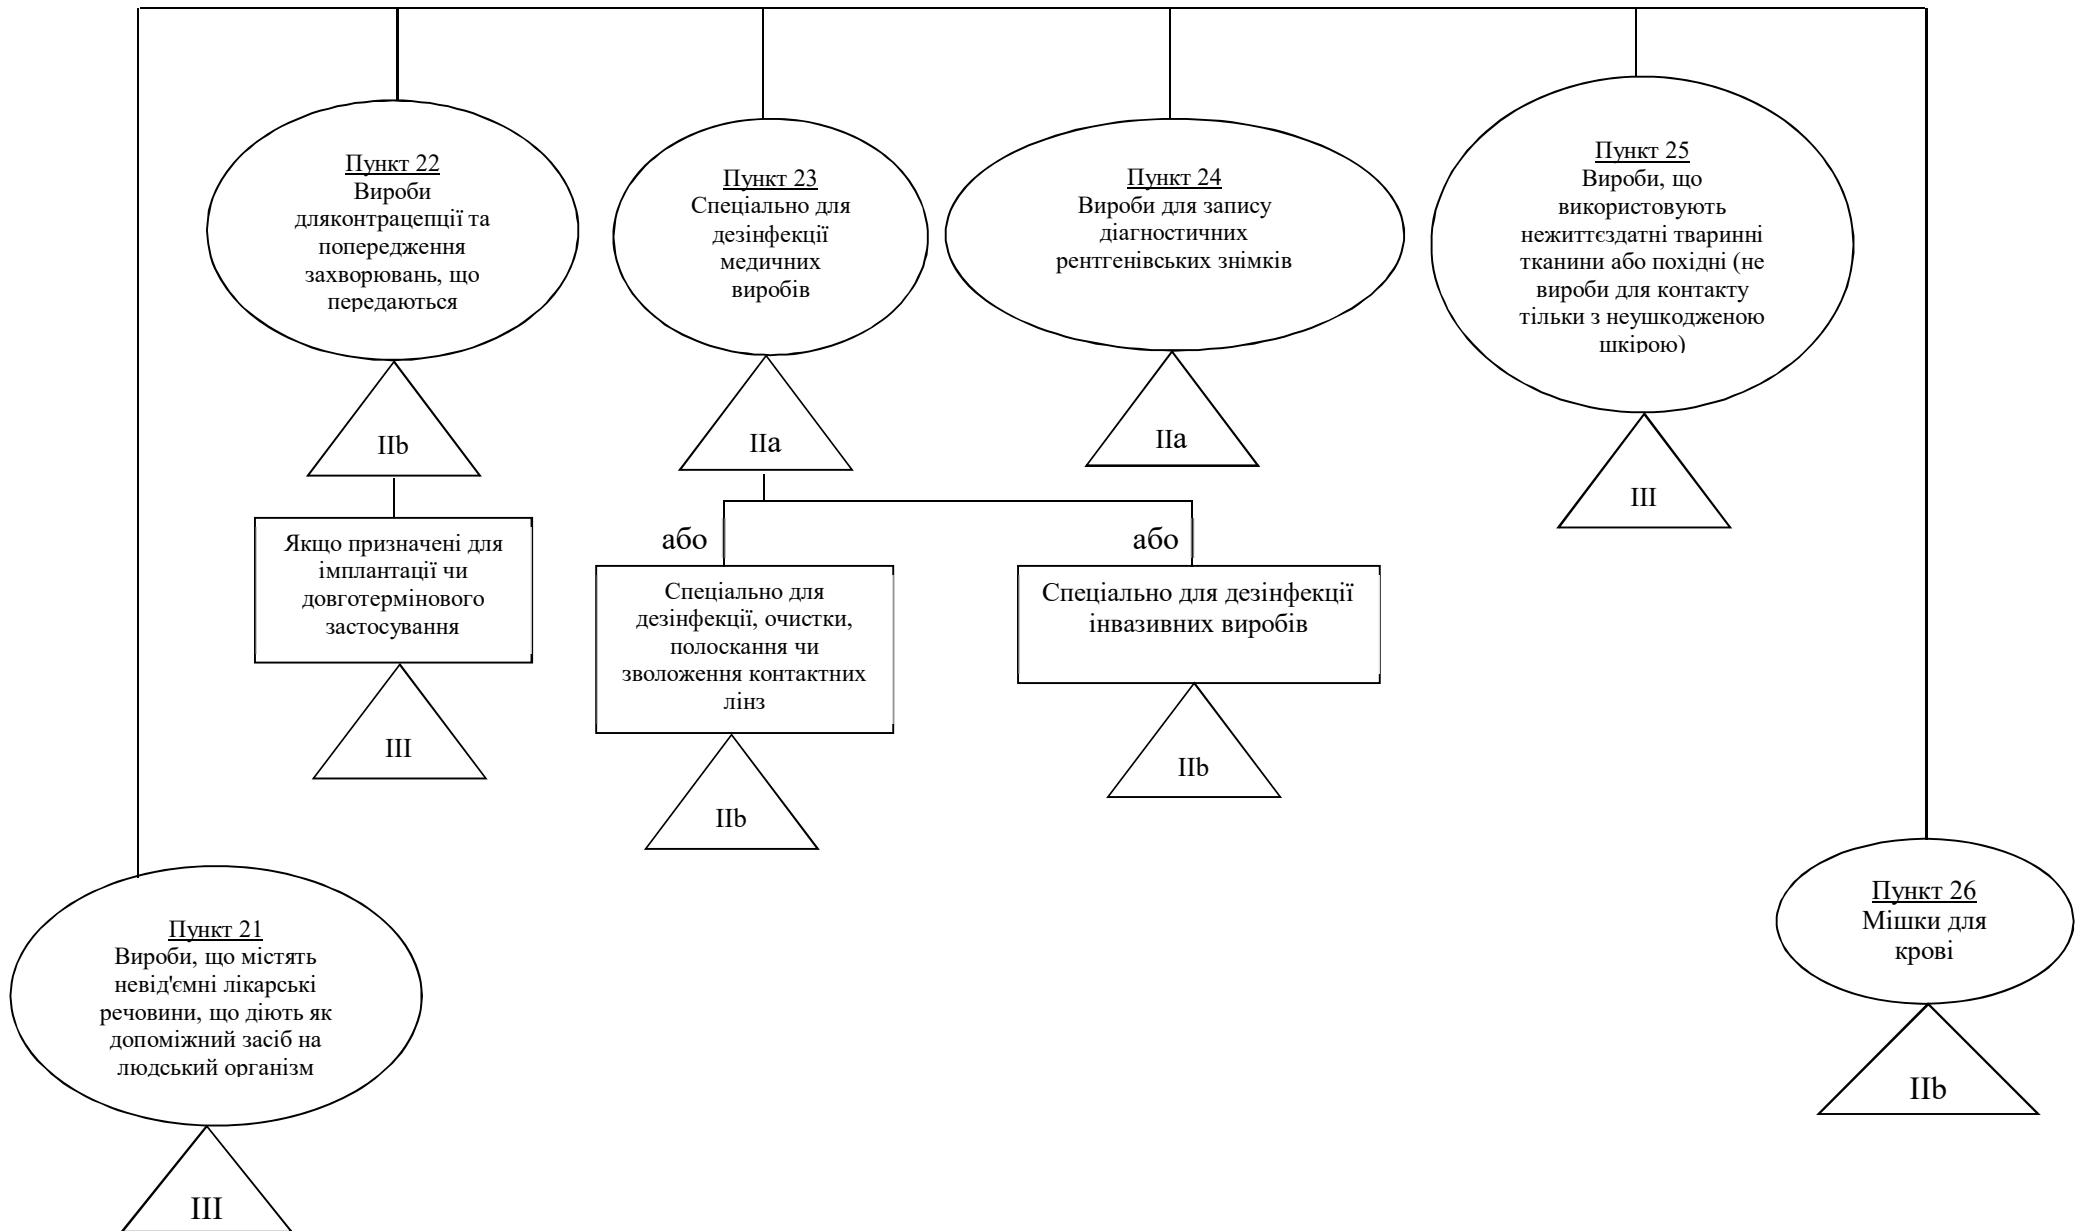 Пункт 22
Вироби
дляконтрацепції та
попередження
захворювань, що
передаються
IIb
Якщо призначені для
імплантації чи
довготермінового
застосування
III
Пункт 23
Спеціально для
дезінфекції
медичних
виробів
IIа
або
Спеціально для
дезінфекції, очистки,
полоскання чи
зволоження контактних
лінз
IIb
або
Спеціально для дезінфекції
інвазивних виробів
IIb
Пункт 24
Вироби для запису
діагностичних
рентгенівських знімків
IIа
Пункт 25
Вироби, що
використовують
нежиттєздатні тваринні
тканини або похідні (не
вироби для контакту
тільки з неушкодженою
шкірою)
III
Пункт 21
Вироби, що містять
невід'ємні лікарські
речовини, що діють як
допоміжний засіб на
людський організм
III
Пункт 26
Мішки для
крові
IIb